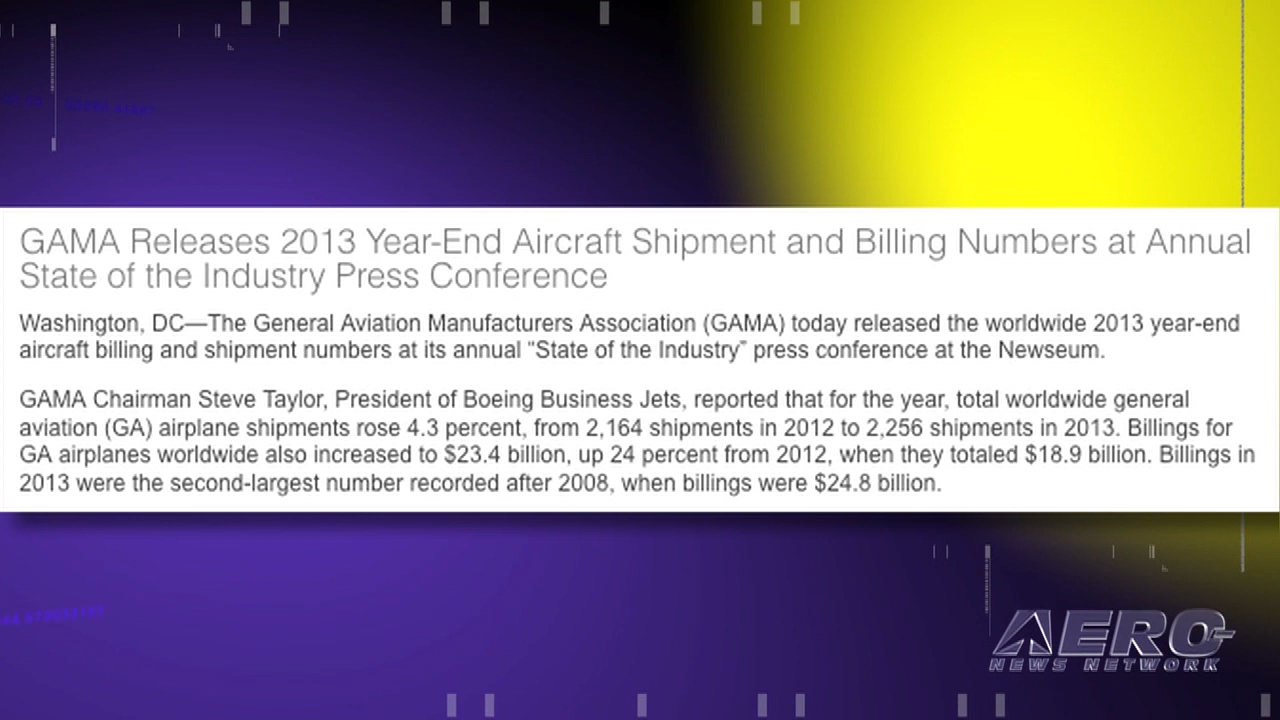 GAMA Releases 2013 Year-End Aircraft Shipment and Billing Numbers at Annual
State of the Industry Press Conference
Washington, DC—The General Aviation Manufacturers Association (GAMA) today released the worldwide 2013 year-end
aircraft billing and shipment numbers at its annual “State of the Industry” press conference at the Newseum.
GAMA Chairman Steve Taylor, President of Boeing Business Jets, reported that for the year, total worldwide general
aviation (GA) airplane shipments rose 4.3 percent, from 2,164 shipments in 2012 to 2,256 shipments in 2013. Billings for
GA airplanes worldwide also increased to $23.4 billion, up 24 percent from 2012, when they totaled $18.9 billion. Billings in
2013 were the second-largest number recorded after 2008, when billings were $24.8 billion.
AERO
NEWS NETWORK